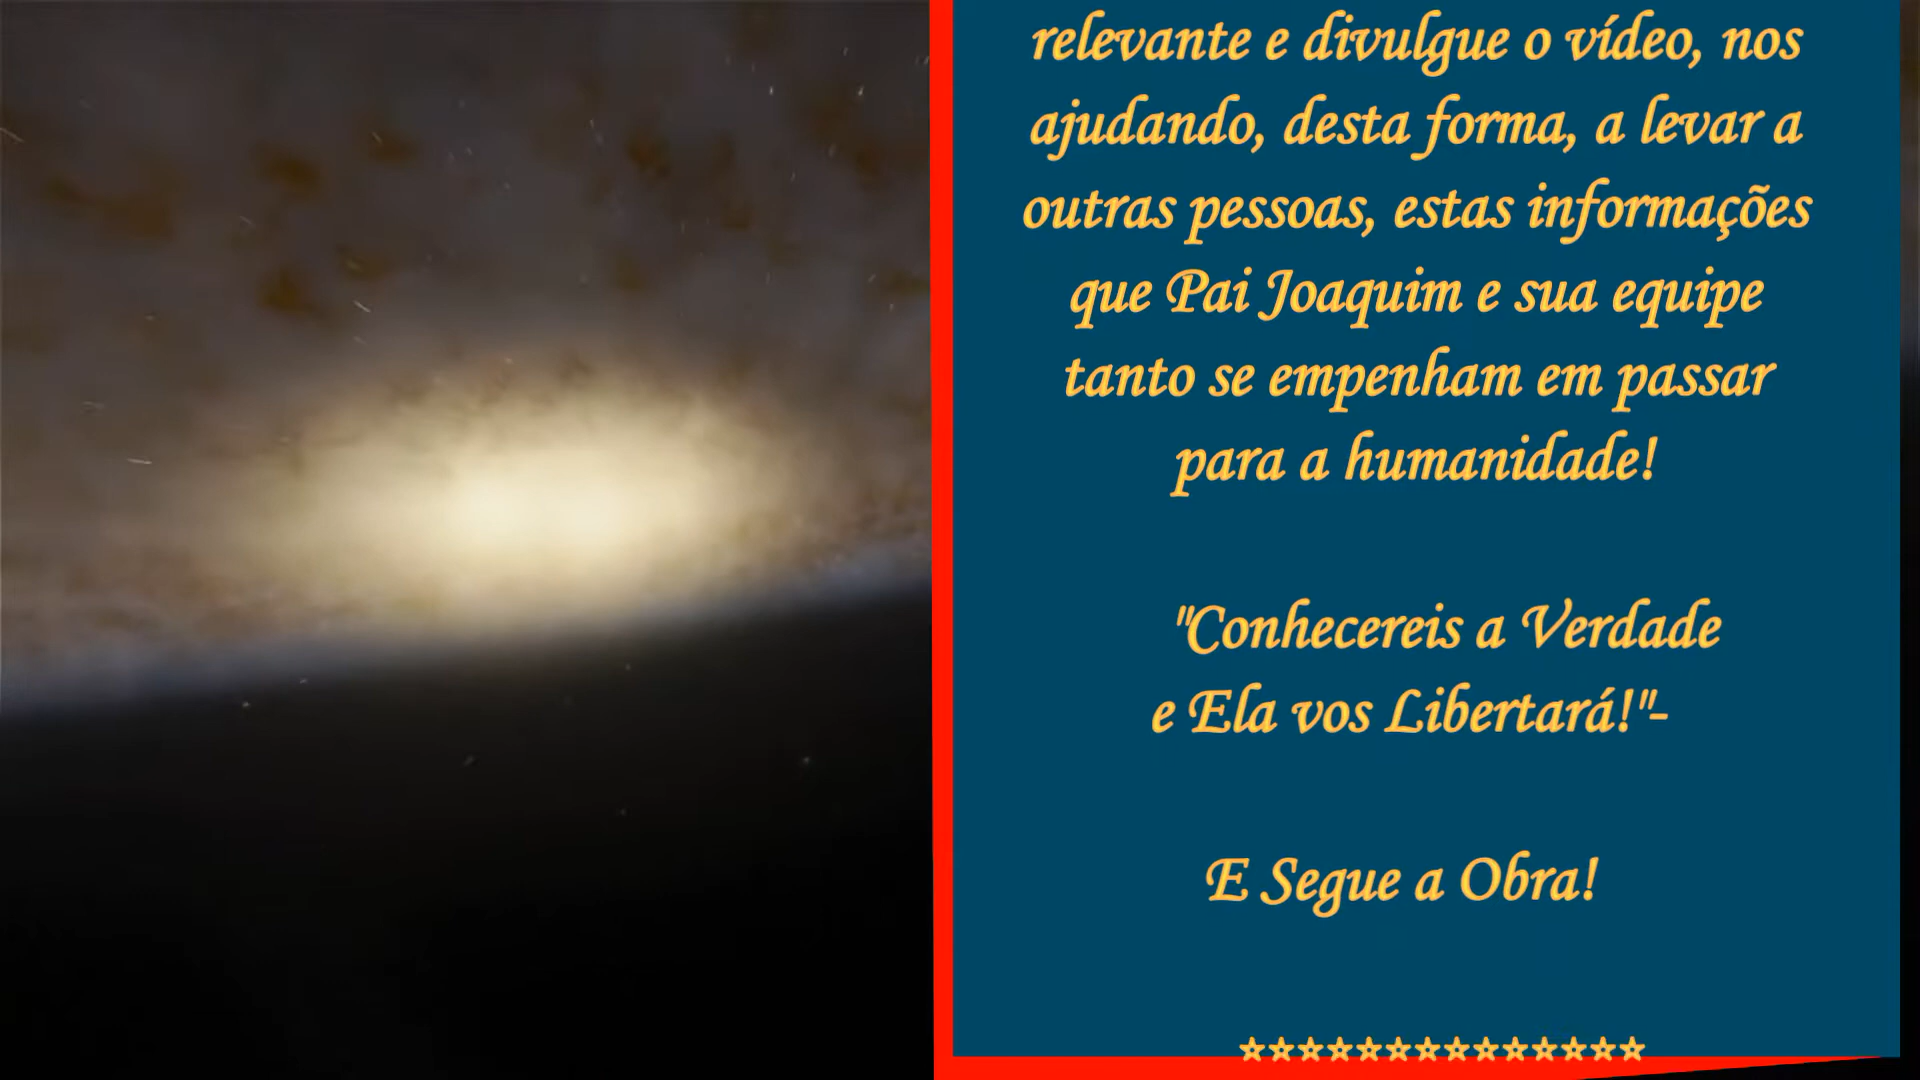 relevante e divulgue o vídeo, nos
ajudando, desta forma, a levar a
outras pessoas, estas informações
que Pai Joaquim e sua equipe
tanto se empenham em passar
para a humanidade!
"Conhecereis a Verdade
e Ela vos Libertará!"-
E Segue a Obra!
**************